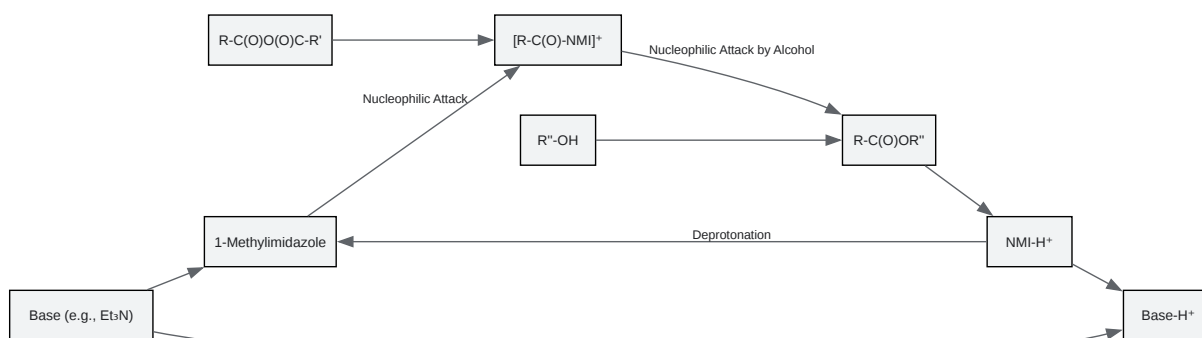 R-C(O)O(O)C-R'
[R-C(O)-NMI]⁺
Nucleophilic Attack by Alcohol
Nucleophilic Attack
R"-OH
R-C(O)OR"
1-Methylimidazole
Deprotonation
NMI-H⁺
Base (e.g., Et₃N)
Base-H⁺